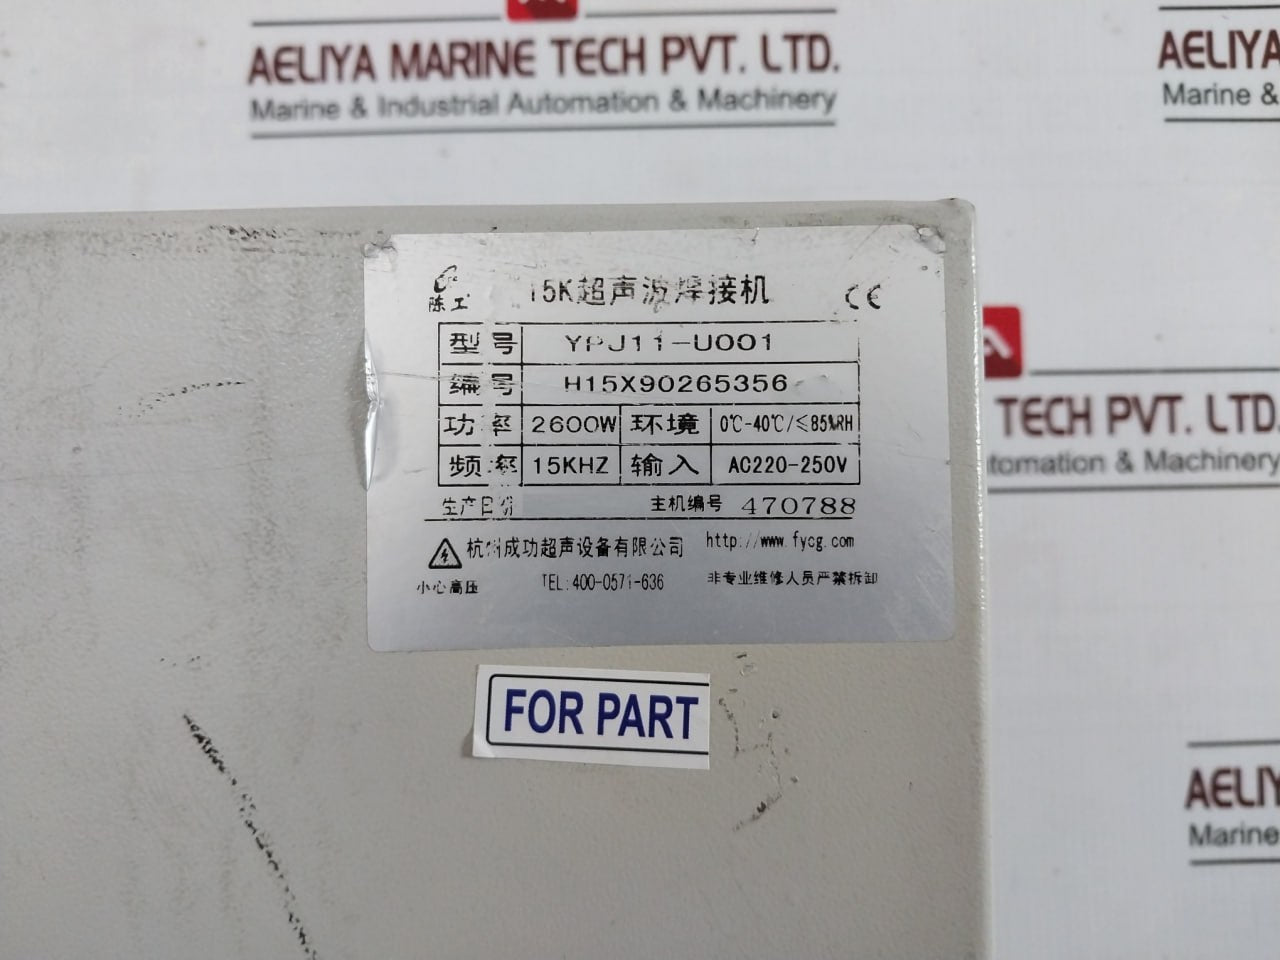 AELIYA MARINE TECH PVT. LTD.
Marine & Industrial Automation & Machinery
AELIYA
Marine &
陈工 15K超声波焊接机 CE
型号 YPJ11-U001
编号 H15X90265356
功率 2600W 环境 0℃-40℃/≤85%RH
频率 15KHZ 输入 AC220-250V
生产日份 主机编号 470788
杭州成功超声设备有限公司 http://www.fycg.com
小心高压 TEL:400-0571-636 非专业维修人员严禁拆卸
FOR PART
TECH PVT. LTD.
tomation & Machinery
AELIY
Marine